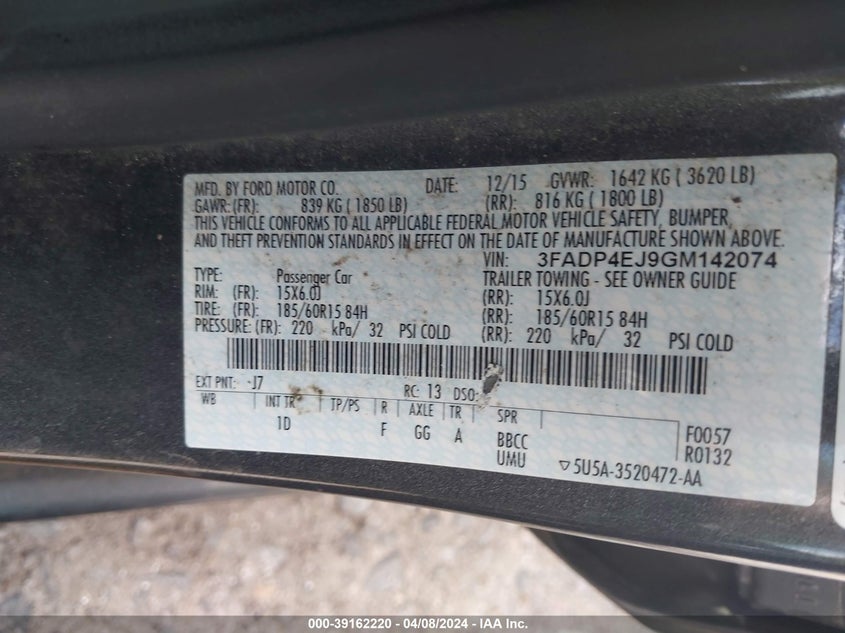 MFD. BY FORD MOTOR CO. DATE: 12/15 GVWR: 1642 KG ( 3620 LB)
GAWR: (FR): 839 KG ( 1850 LB) (RR): 816 KG ( 1800 LB)
THIS VEHICLE CONFORMS TO ALL APPLICABLE FEDERAL MOTOR VEHICLE SAFETY, BUMPER,
AND THEFT PREVENTION STANDARDS IN EFFECT ON THE DATE OF MANUFACTURE SHOWN ABOVE.
VIN: 3FADP4EJ9GM142074
TYPE: Passenger Car TRAILER TOWING - SEE OWNER GUIDE
RIM: (FR): 15X6.0J (RR): 15X6.0J
TIRE: (FR): 185/60R15 84H (RR): 185/60R15 84H
PRESSURE: (FR): 220 kPa/ 32 PSI COLD (RR): 220 kPa/ 32 PSI COLD
EXT PNT: J7 RC: 13 DSO:
WB INT TR TP/PS R AXLE TR SPR
1D F GG A BBCC F0057
UMU R0132
▽5U5A-3520472-AA
000-39162220 - 04/08/2024 - IAA Inc.